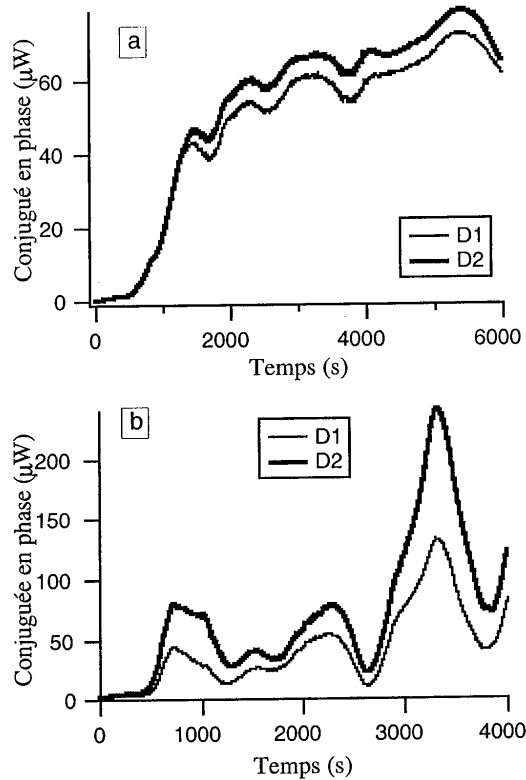 a
Conjugué en phase (µW)
60
40
20
0
D1
D2
0
2000
4000
6000
Temps (s)
b
Conjuguée en phase (µW)
200
150
100
50
0
D1
D2
0
1000
2000
3000
4000
Temps (s)